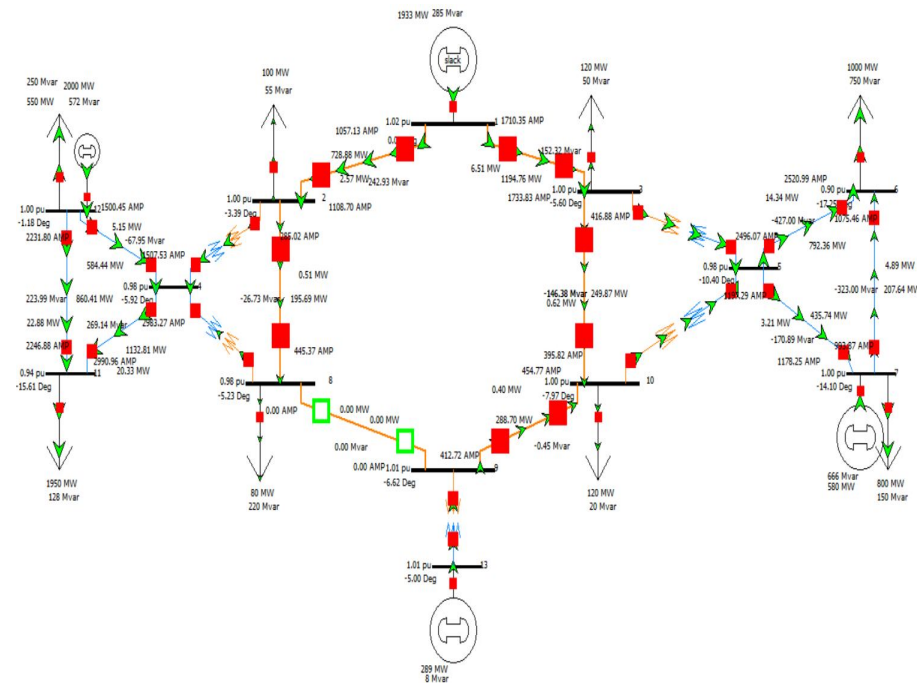 1933 MW 285 Mvar
slack
250 Mvar
550 MW
2000 MW
572 Mvar
100 MW
55 Mvar
120 MW
50 Mvar
1000 MW
750 Mvar
1.02 pu
1
1710.35 AMP
1057.13 AMP
728.88 MW
2.57 MW
242.93 Mvar
1108.70 AMP
6.51 MW
-152.32 Mvar
1194.76 MW
1733.83 AMP
1.00 pu
2
-3.39 Deg
1.00 pu
3
-5.60 Deg
416.88 AMP
2520.99 AMP
0.90 pu
6
-17.25 Deg
1075.46 AMP
14.34 MW
-427.00 Mvar
792.36 MW
2496.07 AMP
1.00 pu
12
-1.18 Deg
1500.45 AMP
2231.80 AMP
5.15 MW
-67.95 Mvar
584.44 MW
1507.53 AMP
0.98 pu
4
-5.92 Deg
0.98 pu
5
-10.40 Deg
223.99 Mvar
860.41 MW
22.88 MW
269.14 Mvar
2246.88 AMP
1132.81 MW
2990.96 AMP
20.33 MW
0.94 pu
11
-15.61 Deg
0.51 MW
-26.73 Mvar
195.69 MW
445.37 AMP
-146.38 Mvar
249.87 MW
0.62 MW
395.82 AMP
454.77 AMP
4.89 MW
-323.00 Mvar
207.64 MW
3.21 MW
435.74 MW
-170.89 Mvar
1178.25 AMP
1.00 pu
7
-14.10 Deg
0.98 pu
8
-5.23 Deg
1.00 pu
10
-7.97 Deg
0.00 AMP
0.00 MW
0.00 MW
0.00 Mvar
0.00 AMP
0.40 MW
288.70 MW
-0.45 Mvar
412.72 AMP
1.01 pu
9
-6.62 Deg
1950 MW
128 Mvar
80 MW
220 Mvar
120 MW
20 Mvar
666 Mvar
580 MW
800 MW
150 Mvar
1.01 pu
13
-5.00 Deg
289 MW
8 Mvar